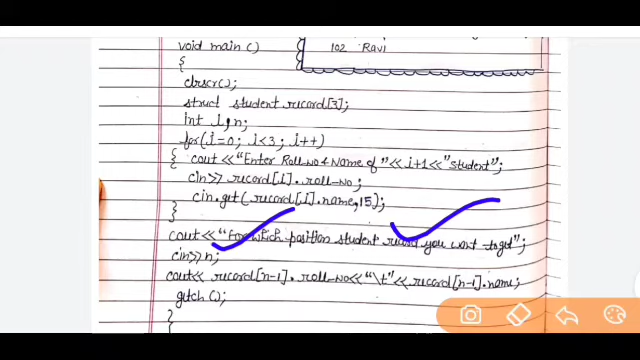 102 Ravi
void main ()
{
clrscr();
struct student record[3];
int i,n;
for(i=0; i<3; i++)
{ cout <<"Enter Roll-No & Name of"<< i+1<<"Student";
cin>> record[i].roll-No;
cin.get(record[i].name,15);
}
cout << "For which position student record you want to get";
cin>> n;
cout<< record[n-1].roll-No<<"\t"<<record[n-1].name;
getch ();
}